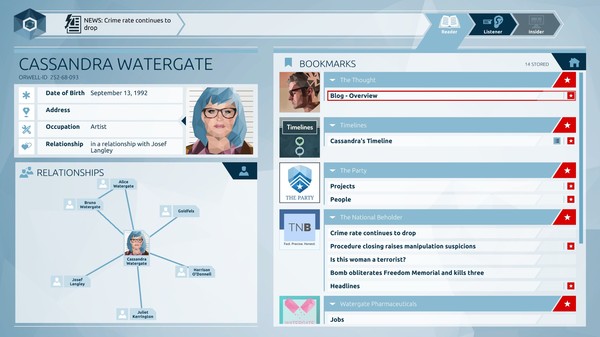 NEWS: Crime rate continues to
drop
Reader
Listener
Insider
CASSANDRA WATERGATE
ORWELL-ID: 252-68-093
Date of Birth September 13, 1992
Address
Occupation Artist
Relationship in a relationship with Josef
Langley
RELATIONSHIPS
Alice
Watergate
Bruno
Watergate
Goldfels
Cassandra
Watergate
Harrison
O'Donnell
Josef
Langley
Juliet
Kerrington
BOOKMARKS
14 STORED
The Thought
Blog - Overview
Timelines
Timelines
Cassandra's Timeline
THE PARTY
The Party
Projects
People
TNB
The National Beholder
Crime rate continues to drop
Procedure closing raises manipulation suspicions
Is this woman a terrorist?
Bomb obliterates Freedom Memorial and kills three
Headlines
Watergate Pharmaceuticals
Jobs